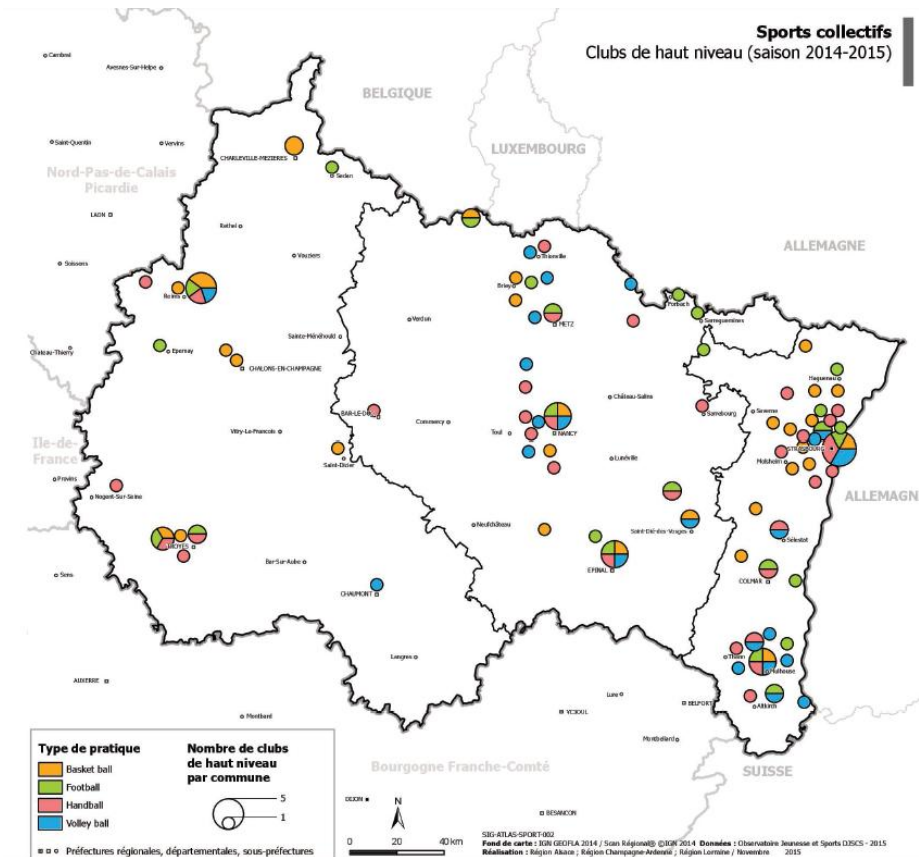 Sports collectifs
Clubs de haut niveau (saison 2014-2015)
Cambrai
Avesnes-Sur-Helpe
BELGIQUE
Saint-Quentin
Vervins
CHARLEVILLE-MEZIERES
LUXEMBOURG
Sedan
Nord-Pas-de-Calais
Picardie
LAON
Rethel
ALLEMAGNE
Thionville
Soissons
Vouziers
Briey
Forbach
Reims
Sarreguemines
Verdun
METZ
Sainte-Ménéhould
Chateau-Thierry
Epernay
CHALONS-EN-CHAMPAGNE
Haguenau
Château-Salins
BAR-LE-DUC
Sarrebourg
Saverne
Commercy
Toul
NANCY
Vitry-Le-Francois
STRASBOURG
Ile-de-
France
Saint-Dizier
Lunéville
Molsheim
Provins
Nogent-Sur-Seine
ALLEMAGN
Neufchâteau
Saint-Dié-des-Vosges
Sélestat
TROYES
Bar-Sur-Aube
EPINAL
Sens
COLMAR
CHAUMONT
Langres
Thann
Mulhouse
AUXERRE
Lure
Altkirch
VESOUL
BELFORT
Montbard
Montbéliard
SUISSE
Type de pratique
Basket ball
Football
Handball
Volley ball
Nombre de clubs
de haut niveau
par commune
5
1
Préfectures régionales, départementales, sous-préfectures
Bourgogne Franche-Comté
DIJON
N
BESANCON
0 20 40 km
SIG-ATLAS-SPORT-002
Fond de carte : IGN GEOFLA 2014 / Scan Régional® ©IGN 2014 Données : Observatoire Jeunesse et Sports DJSCS - 2015
Réalisation : Région Alsace ; Région Champagne-Ardenne ; Région Lorraine / Novembre 2015